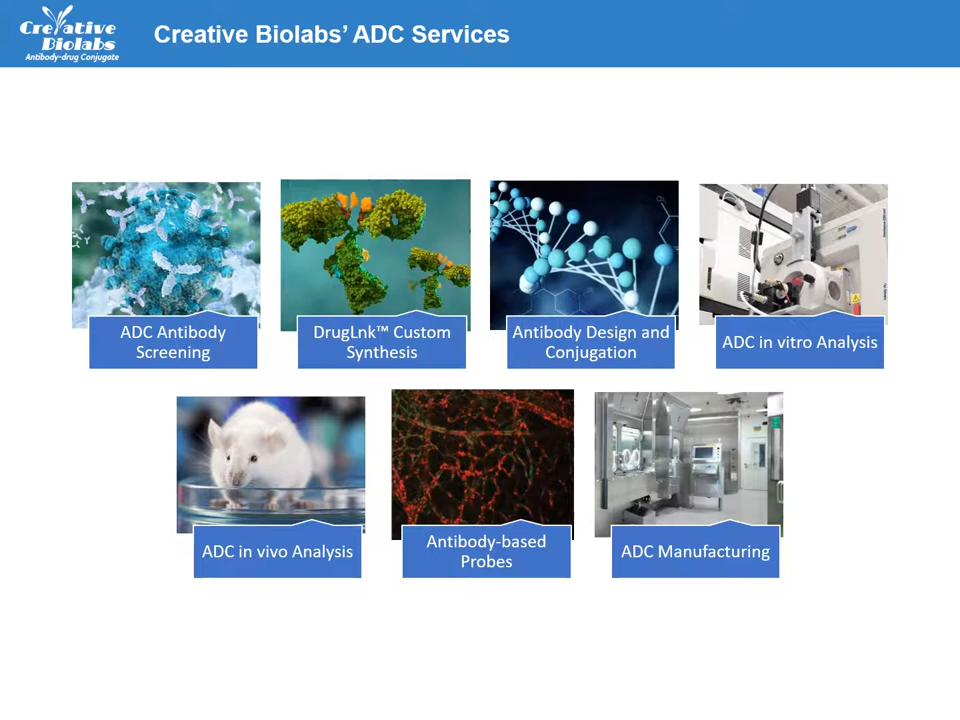 Creative
Biolabs
Antibody-drug Conjugate
Creative Biolabs’ ADC Services
ADC Antibody
Screening
DrugLnk™ Custom
Synthesis
Antibody Design and
Conjugation
ADC in vitro Analysis
ADC in vivo Analysis
Antibody-based
Probes
ADC Manufacturing